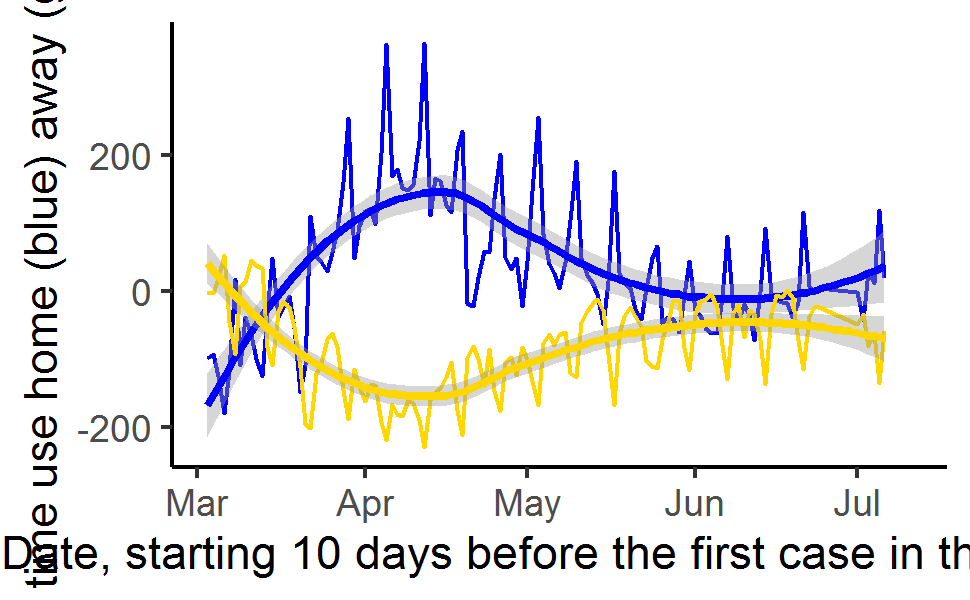 time use home (blue) away (
200
0
-200
Mar Apr May Jun Jul
Date, starting 10 days before the first case in th